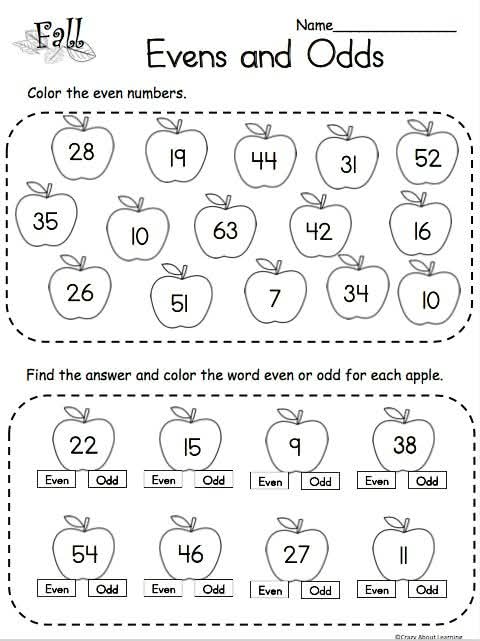 Fall
Name
Evens and Odds
Color the even numbers.
28 19 44 31 52
35 10 63 42 16
26 51 7 34 10
Find the answer and color the word even or odd for each apple.
22 15 9 38
Even Odd Even Odd Even Odd Even Odd
54 46 27 11
Even Odd Even Odd Even Odd Even Odd
©Crazy About Learning